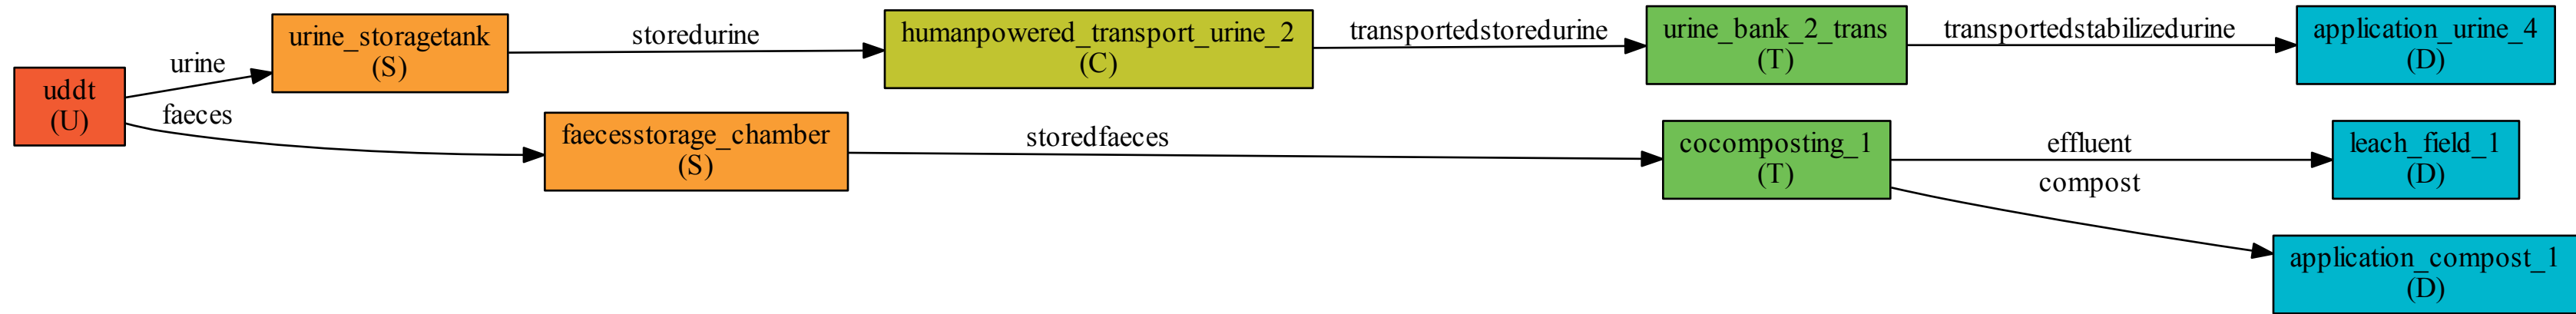 uddt
(U)
urine
faeces
urine_storagetank
(S)
storedurine
humanpowered_transport_urine_2
(C)
transportedstoredurine
urine_bank_2_trans
(T)
transportedstabilizedurine
application_urine_4
(D)
faecesstorage_chamber
(S)
storedfaeces
cocomposting_1
(T)
effluent
compost
leach_field_1
(D)
application_compost_1
(D)